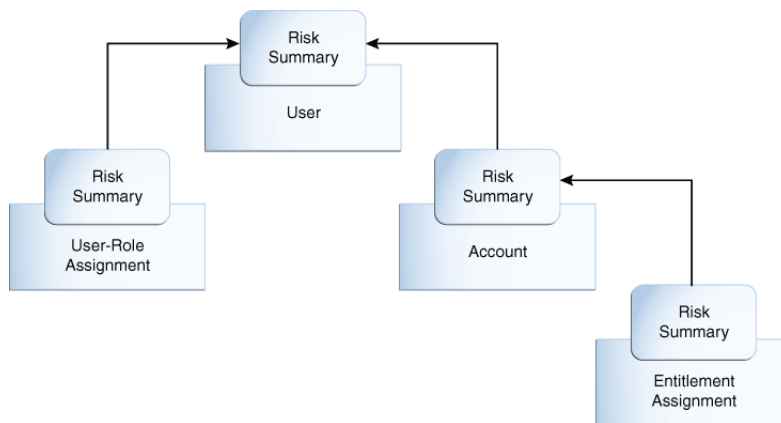 Risk
Summary
User
Risk
Summary
User-Role
Assignment
Risk
Summary
Account
Risk
Summary
Entitlement
Assignment